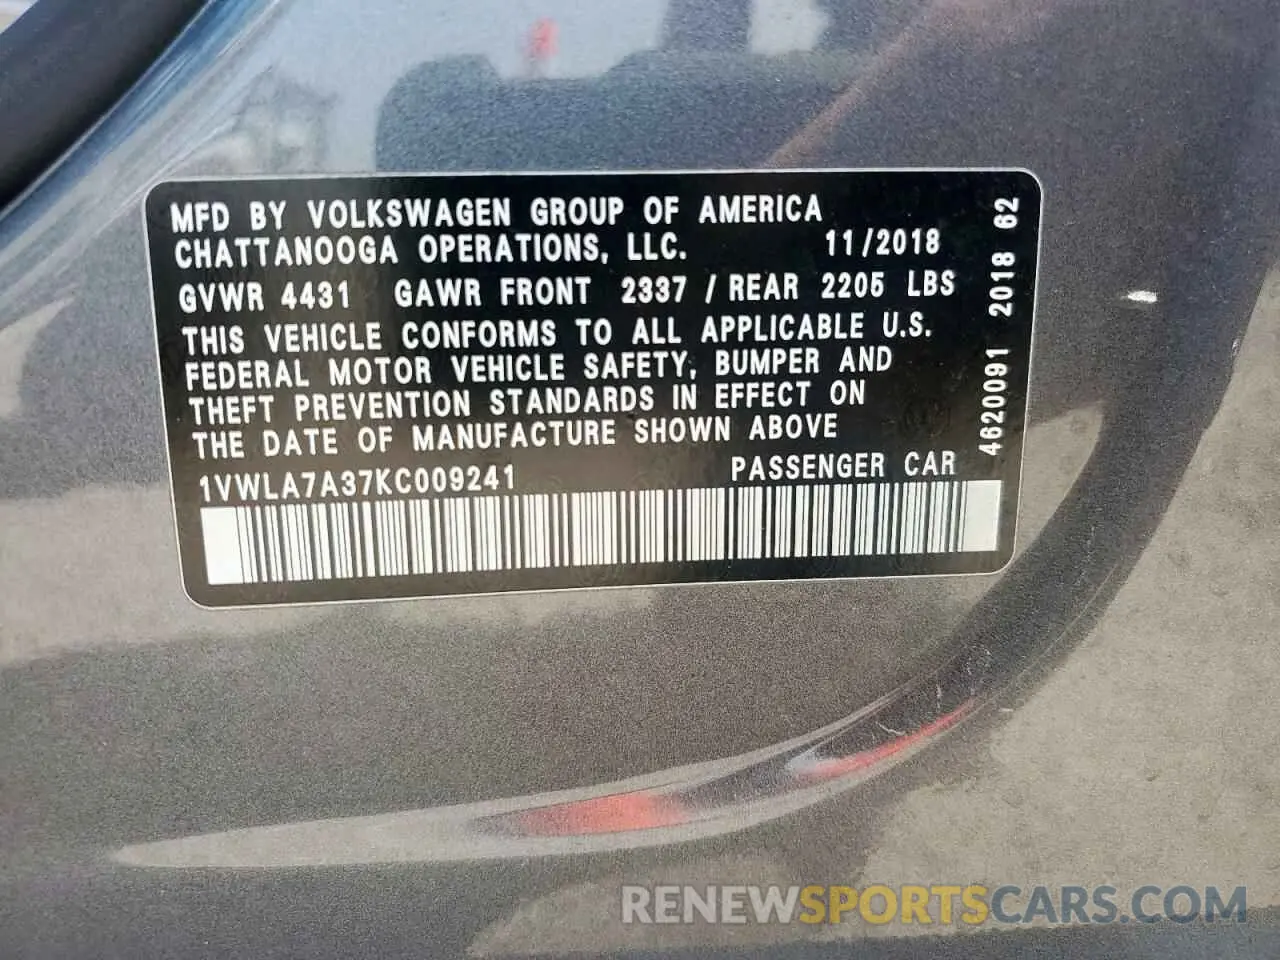 MFD BY VOLKSWAGEN GROUP OF AMERICA
CHATTANOOGA OPERATIONS, LLC. 11/2018
GVWR 4431 GAWR FRONT 2337 / REAR 2205 LBS
THIS VEHICLE CONFORMS TO ALL APPLICABLE U.S.
FEDERAL MOTOR VEHICLE SAFETY, BUMPER AND
THEFT PREVENTION STANDARDS IN EFFECT ON
THE DATE OF MANUFACTURE SHOWN ABOVE
1VWLA7A37KC009241 PASSENGER CAR
4620091 2018 62
RENEWSPORTSCARS.COM